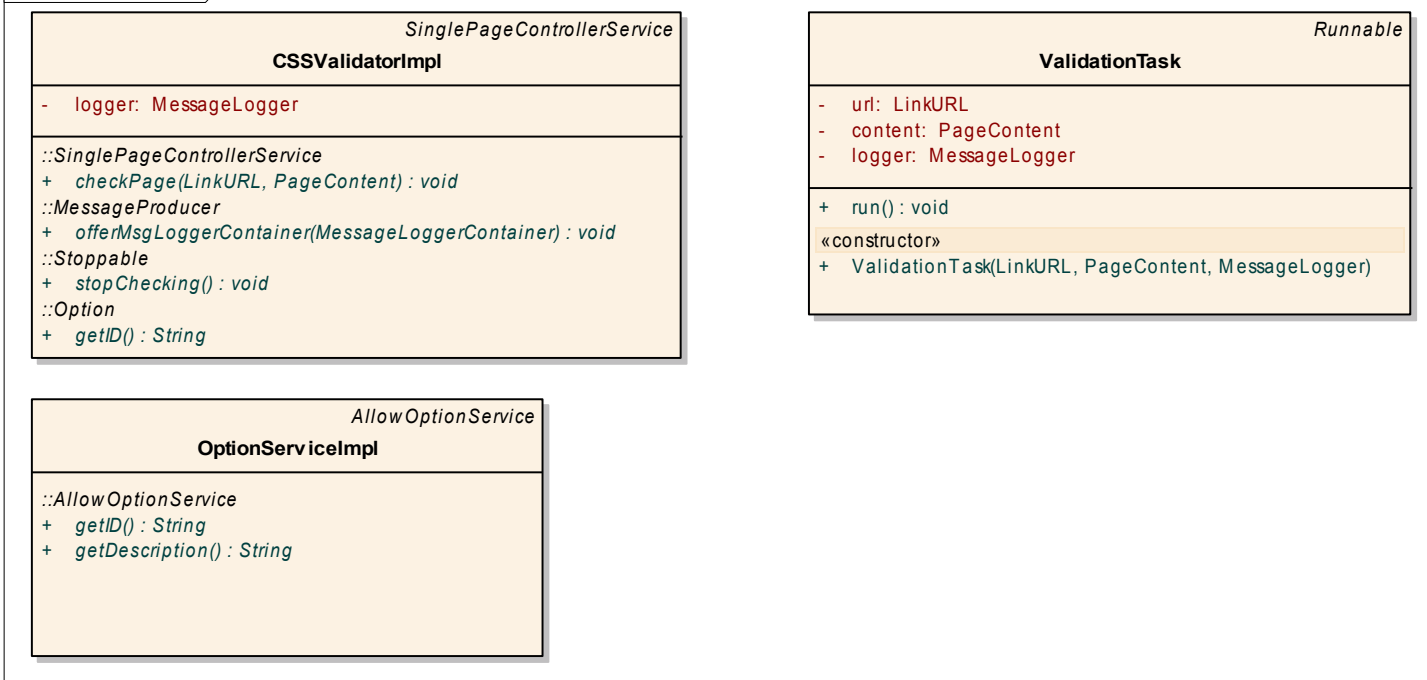 SinglePageControllerService
CSSValidatorImpl
- logger: MessageLogger
::SinglePageControllerService
+ checkPage(LinkURL, PageContent) : void
::MessageProducer
+ offerMsgLoggerContainer(MessageLoggerContainer) : void
::Stoppable
+ stopChecking() : void
::Option
+ getID() : String
Runnable
ValidationTask
- url: LinkURL
- content: PageContent
- logger: MessageLogger
+ run() : void
«constructor»
+ ValidationTask(LinkURL, PageContent, MessageLogger)
AllowOptionService
OptionServiceImpl
::AllowOptionService
+ getID() : String
+ getDescription() : String